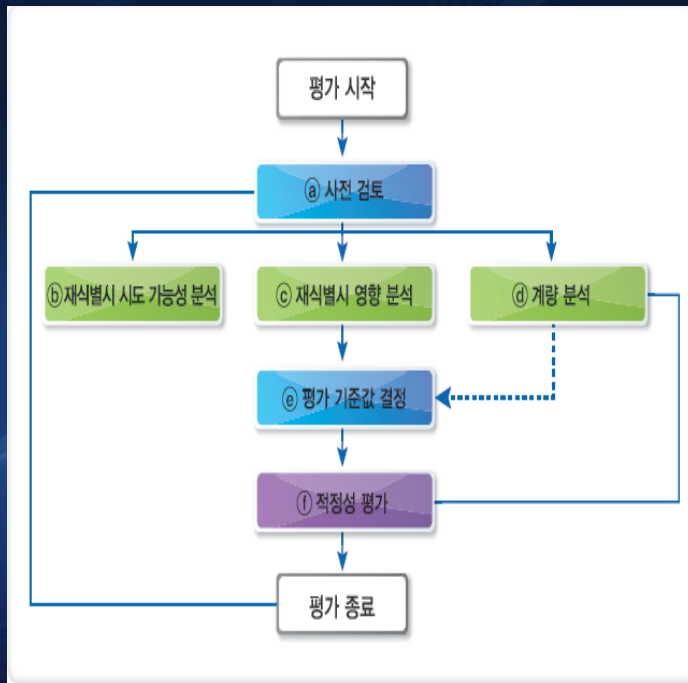 평가 시작
ⓐ 사전 검토
ⓑ 재식별시 시도 가능성 분석
ⓒ 재식별시 영향 분석
ⓓ 계량 분석
ⓔ 평가 기준값 결정
ⓕ 적정성 평가
평가 종료